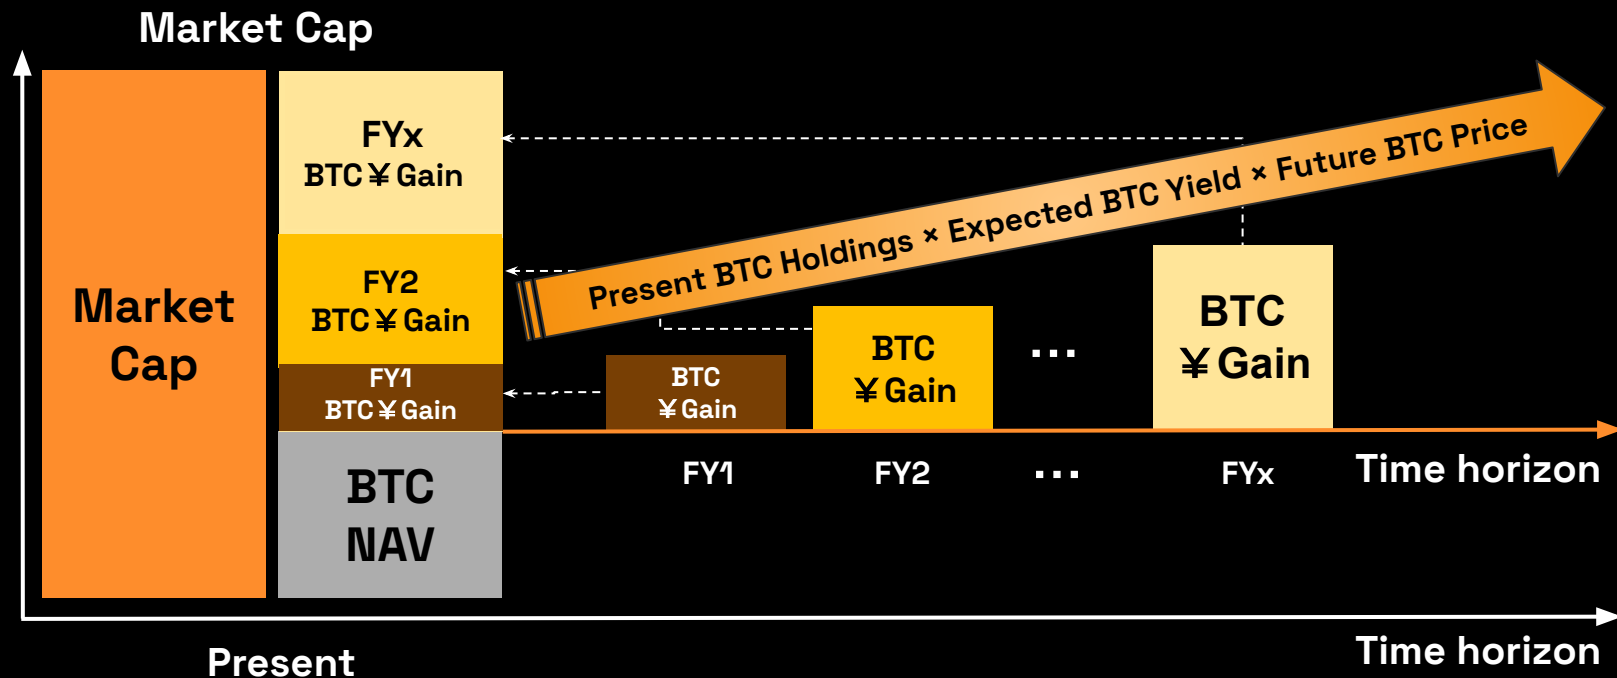 Market Cap
Market
Cap
FYx
BTC ¥ Gain
FY2
BTC ¥ Gain
FY1
BTC ¥ Gain
BTC
NAV
Present BTC Holdings × Expected BTC Yield × Future BTC Price
BTC
¥ Gain
BTC
¥ Gain
...
BTC
¥ Gain
FY1
FY2
...
FYx
Time horizon
Present
Time horizon